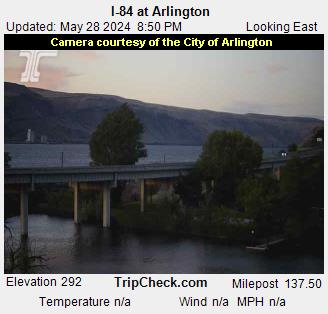 I-84 at Arlington
Updated: May 28 2024 8:50 PM Looking East
Camera courtesy of the City of Arlington
Elevation 292 TripCheck.com Milepost 137.50
Temperature n/a Wind n/a MPH n/a